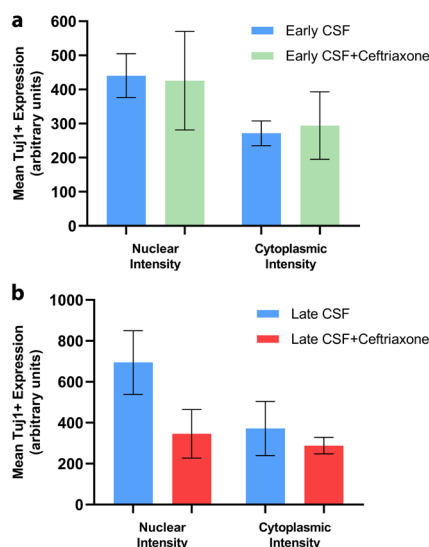 a
Mean Tuj1+ Expression
(arbitrary units)
600
500
400
300
200
100
0
Early CSF
Early CSF+Ceftriaxone
Nuclear
Intensity
Cytoplasmic
Intensity
b
Mean Tuj1+ Expression
(arbitrary units)
1000
800
600
400
200
0
Late CSF
Late CSF+Ceftriaxone
Nuclear
Intensity
Cytoplasmic
Intensity